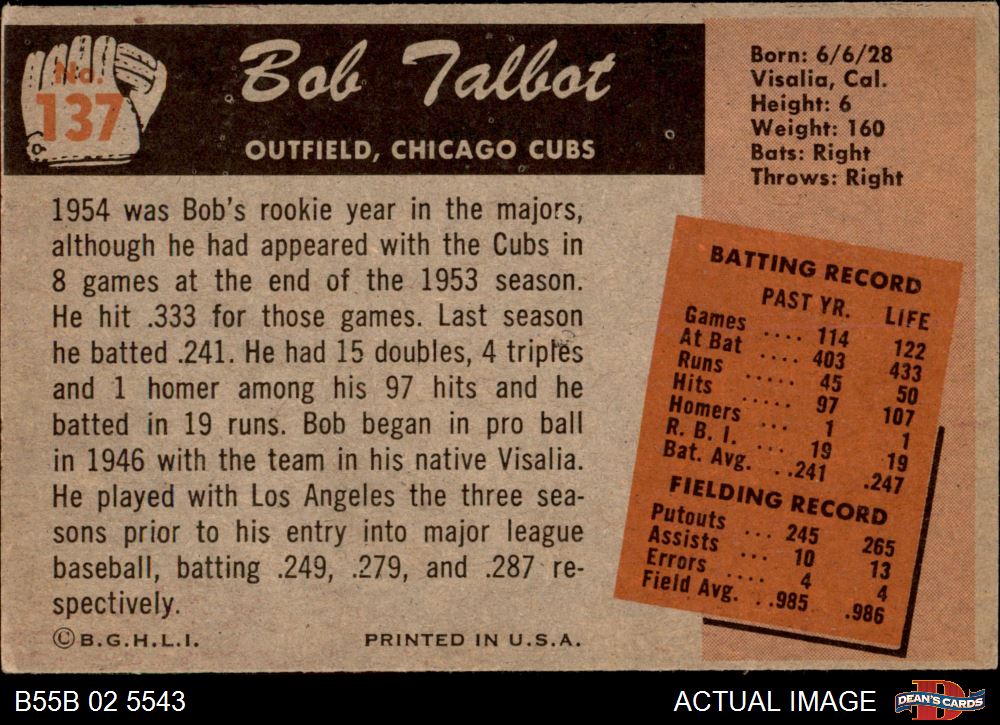 No.
137
Bob Talbot
OUTFIELD, CHICAGO CUBS
Born: 6/6/28
Visalia, Cal.
Height: 6
Weight: 160
Bats: Right
Throws: Right
1954 was Bob's rookie year in the majors,
although he had appeared with the Cubs in
8 games at the end of the 1953 season.
He hit .333 for those games. Last season
he batted .241. He had 15 doubles, 4 triples
and 1 homer among his 97 hits and he
batted in 19 runs. Bob began in pro ball
in 1946 with the team in his native Visalia.
He played with Los Angeles the three sea-
sons prior to his entry into major league
baseball, batting .249, .279, and .287 re-
spectively.
©B.G.H.L.I. PRINTED IN U.S.A.
BATTING RECORD
PAST YR. LIFE
Games .... 114 122
At Bat .... 403 433
Runs ..... 45 50
Hits ..... 97 107
Homers ... 1 1
R. B. I. .. 19 19
Bat. Avg. ..241 .247
FIELDING RECORD
Putouts ... 245 265
Assists ... 10 13
Errors .... 4 4
Field Avg. ..985 .986
B55B 02 5543 ACTUAL IMAGE
DEAN'S CARDS